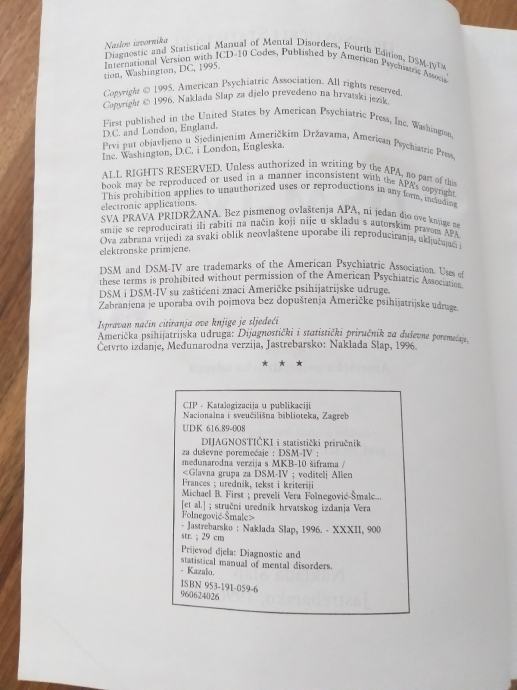 Naslov izvornika
Diagnostic and Statistical Manual of Mental Disorders, Fourth Edition, DSM-IV™
International Version with ICD-10 Codes, Published by American Psychiatric Associa-
tion, Washington, DC, 1995.
Copyright © 1995. American Psychiatric Association. All rights reserved.
Copyright © 1996. Naklada Slap za djelo prevedeno na hrvatski jezik.
First published in the United States by American Psychiatric Press, Inc. Washington,
D.C. and London, England.
Prvi put objavljeno u Sjedinjenim Američkim Državama, American Psychiatric Press,
Inc. Washington, D.C. i London, Engleska.
ALL RIGHTS RESERVED. Unless authorized in writing by the APA, no part of this
book may be reproduced or used in a manner inconsistent with the APA's copyright.
This prohibition applies to unauthorized uses or reproductions in any form, including
electronic applications.
SVA PRAVA PRIDRŽANA. Bez pismenog ovlaštenja APA, ni jedan dio ove knjige ne
smije se reproducirati ili rabiti na način koji nije u skladu s autorskim pravom APA.
Ova zabrana vrijedi za svaki oblik neovlaštene uporabe ili reproduciranja, uključujući i
elektronske primjene.
DSM and DSM-IV are trademarks of the American Psychiatric Association. Uses of
these terms is prohibited without permission of the American Psychiatric Association.
DSM i DSM-IV su zaštićeni znaci Američke psihijatrijske udruge.
Zabranjena je uporaba ovih pojmova bez dopuštenja Američke psihijatrijske udruge.
Ispravan način citiranja ove knjige je sljedeći
Američka psihijatrijska udruga: Dijagnostički i statistički priručnik za duševne poremećaje,
Četvrto izdanje, Međunarodna verzija, Jastrebarsko: Naklada Slap, 1996.
* * *
CIP - Katalogizacija u publikaciji
Nacionalna i sveučilišna biblioteka, Zagreb
UDK 616.89-008
DIJAGNOSTIČKI i statistički priručnik
za duševne poremećaje : DSM-IV :
međunarodna verzija s MKB-10 šiframa /
<Glavna grupa za DSM-IV ; voditelj Allen
Frances ; urednik, tekst i kriteriji
Michael B. First ; preveli Vera Folnegović-Šmalc...
[et al.] ; stručni urednik hrvatskog izdanja Vera
Folnegović-Šmalc>
- Jastrebarsko : Naklada Slap, 1996. - XXXII, 900
str. ; 29 cm
Prijevod djela: Diagnostic and
statistical manual of mental disorders.
- Kazalo.
ISBN 953-191-059-6
960624026